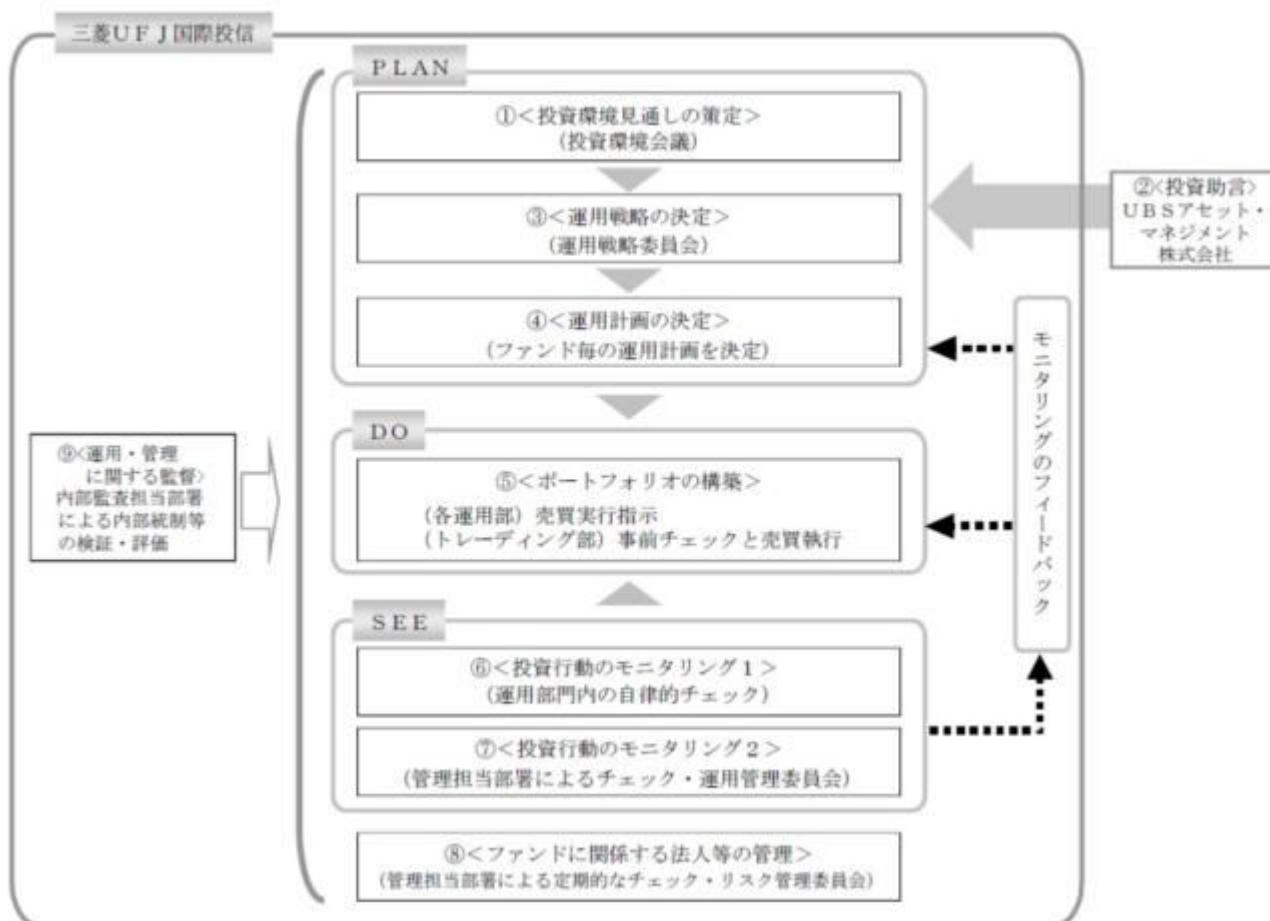 三菱ＵＦＪ国際投信
ＰＬＡＮ
①＜投資環境見通しの策定＞
（投資環境会議）
②＜投資助言＞
ＵＢＳアセット・
マネジメント
株式会社
③＜運用戦略の決定＞
（運用戦略委員会）
④＜運用計画の決定＞
（ファンド毎の運用計画を決定）
モニタリングのフィードバック
ＤＯ
⑤＜ポートフォリオの構築＞
（各運用部）売買実行指示
（トレーディング部）事前チェックと売買執行
⑨＜運用・管理
に関する監督＞
内部監査担当部署
による内部統制等
の検証・評価
ＳＥＥ
⑥＜投資行動のモニタリング１＞
（運用部門内の自律的チェック）
⑦＜投資行動のモニタリング２＞
（管理担当部署によるチェック・運用管理委員会）
⑧＜ファンドに関係する法人等の管理＞
（管理担当部署による定期的なチェック・リスク管理委員会）